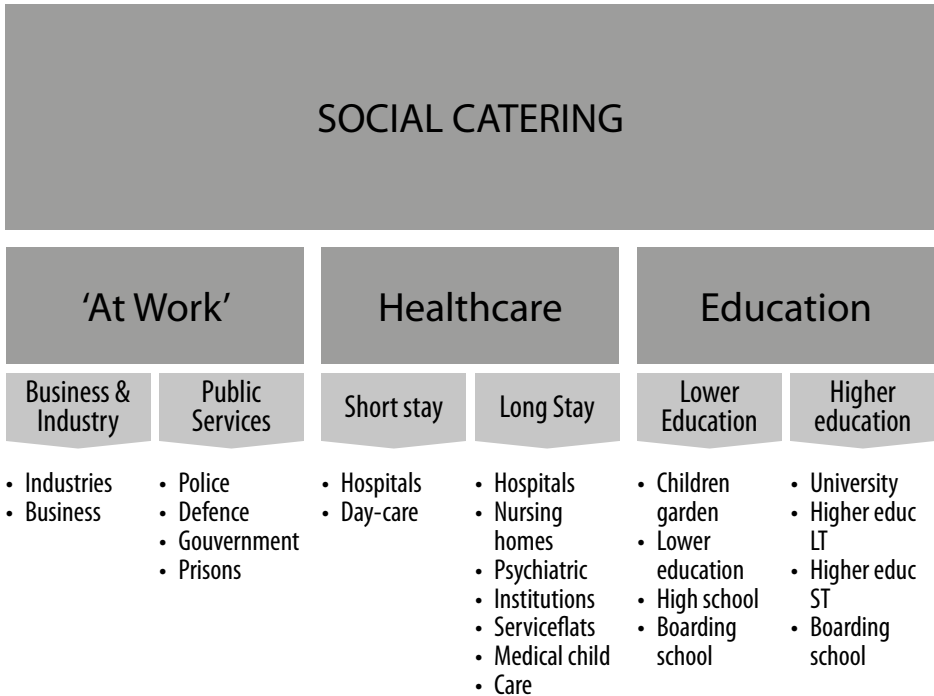 SOCIAL CATERING
‘At Work’
Business &
Industry
• Industries
• Business
Public
Services
• Police
• Defence
• Gouvernment
• Prisons
Healthcare
Short stay
• Hospitals
• Day-care
Long Stay
• Hospitals
• Nursing
homes
• Psychiatric
• Institutions
• Serviceflats
• Medical child
• Care
Education
Lower
Education
• Children
garden
• Lower
education
• High school
• Boarding
school
Higher
education
• University
• Higher educ
LT
• Higher educ
ST
• Boarding
school